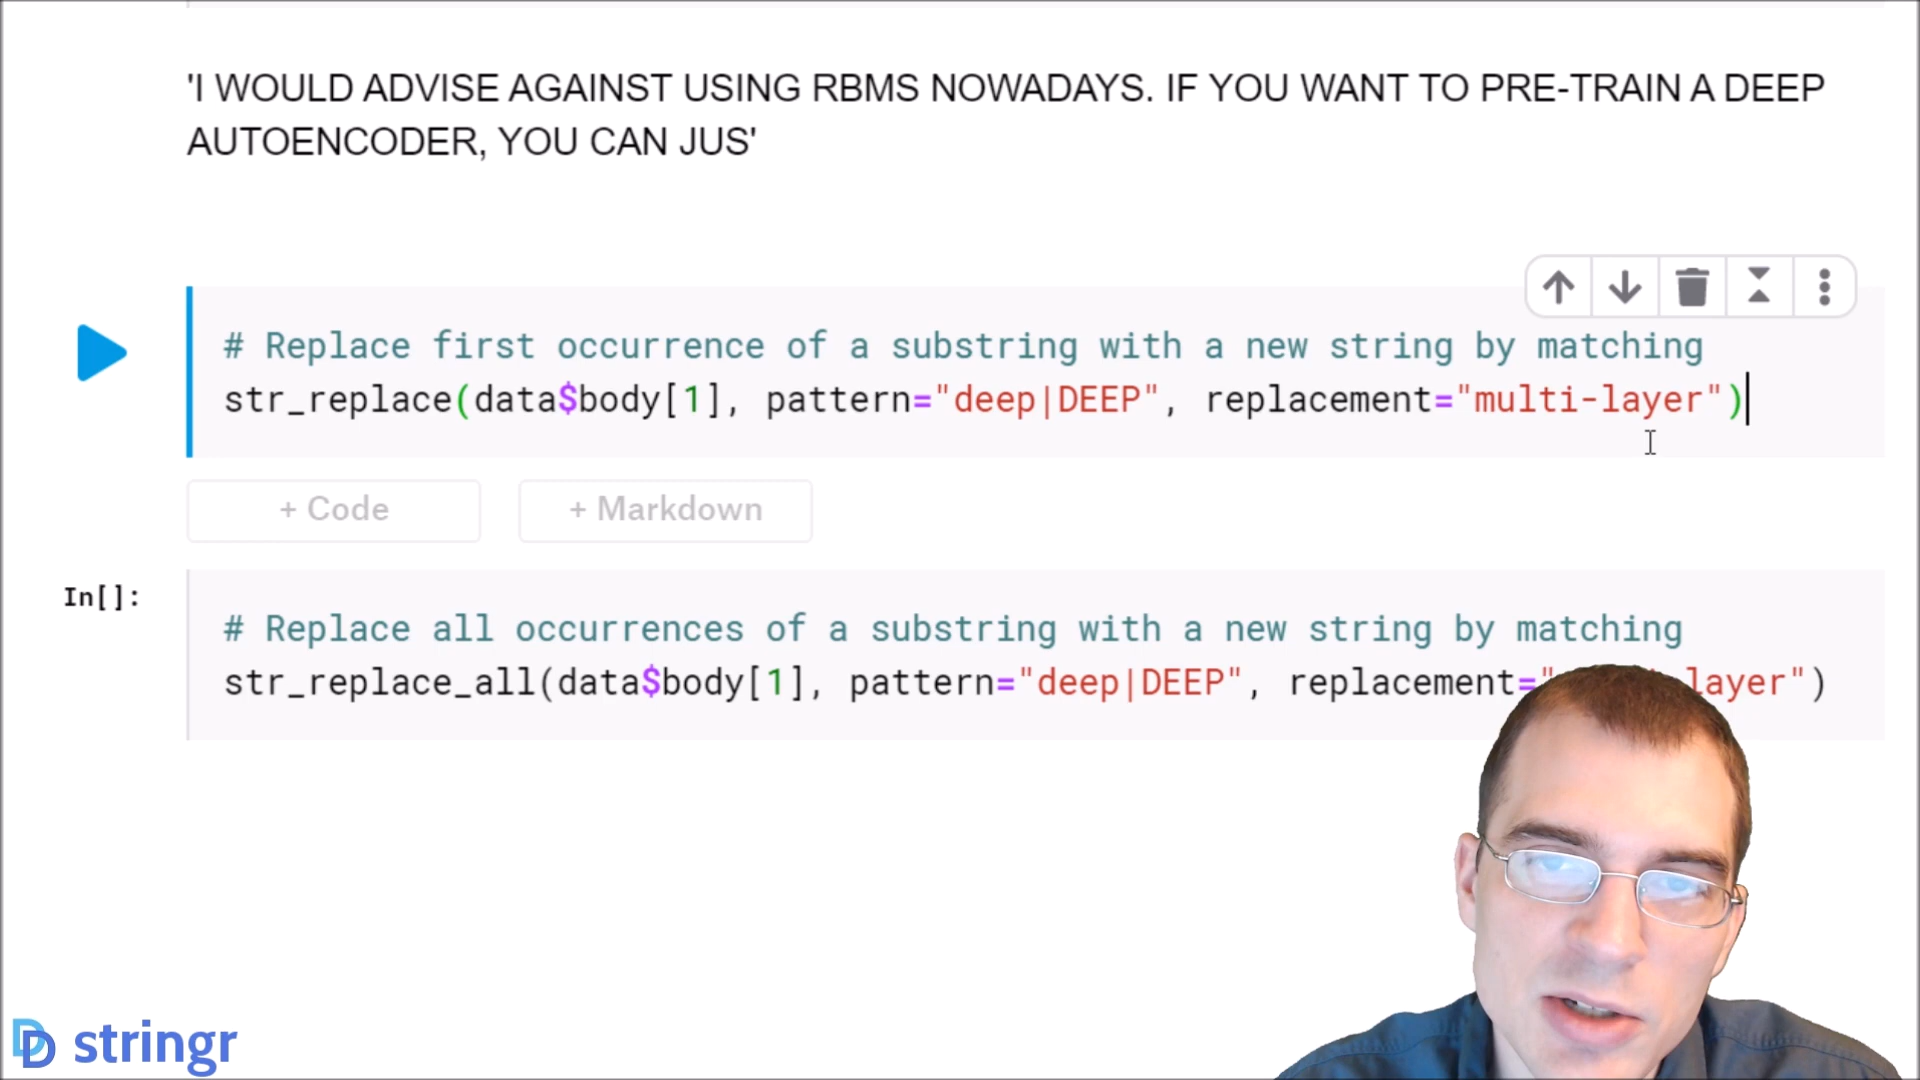 'I WOULD ADVISE AGAINST USING RBMS NOWADAYS. IF YOU WANT TO PRE-TRAIN A DEEP
AUTOENCODER, YOU CAN JUS'
# Replace first occurrence of a substring with a new string by matching
str_replace(data$body[1], pattern="deep|DEEP", replacement="multi-layer")
+ Code
+ Markdown
In[]:
# Replace all occurrences of a substring with a new string by matching
str_replace_all(data$body[1], pattern="deep|DEEP", replacement=" layer")
stringr